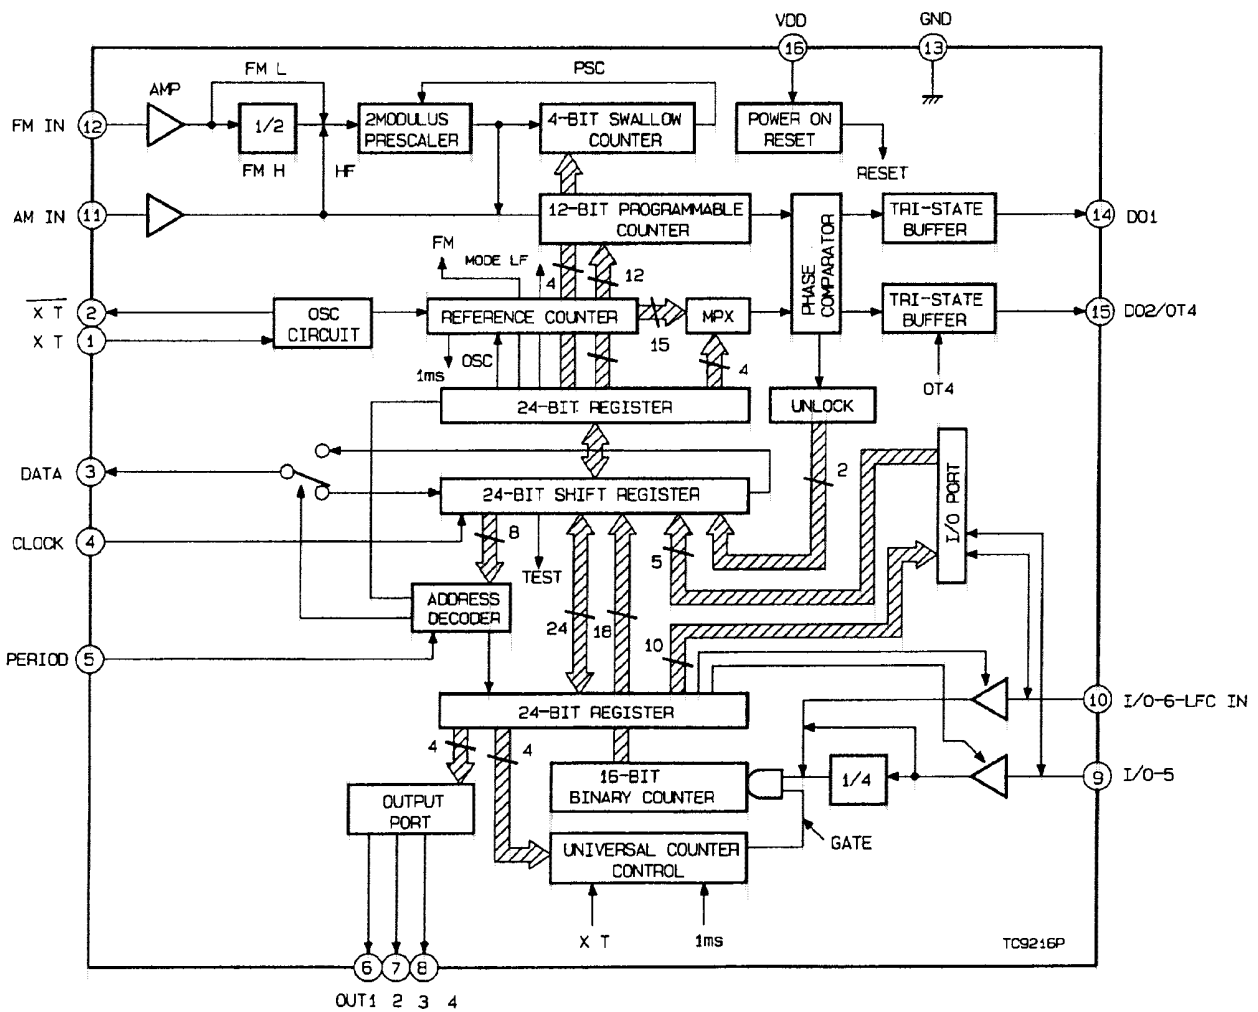 VDD
GND
16
13
FM L
PSC
AMP
FM IN
12
1/2
2MODULUS
PRESCALER
4-BIT SWALLOW
COUNTER
POWER ON
RESET
FM H
HF
RESET
AM IN
11
12-BIT PROGRAMMABLE
COUNTER
PHASE
COMPARATOR
TRI-STATE
BUFFER
14
DO1
FM
MODE LF
4
12
X T
2
OSC
CIRCUIT
REFERENCE COUNTER
15
MPX
TRI-STATE
BUFFER
15
DO2/OT4
X T
1
1ms
OSC
4
OT4
24-BIT REGISTER
UNLOCK
DATA
3
24-BIT SHIFT REGISTER
2
I/O PORT
CLOCK
4
8
TEST
5
ADDRESS
DECODER
24
18
10
PERIOD
5
24-BIT REGISTER
10
I/O-6-LFC IN
4
4
16-BIT
BINARY COUNTER
1/4
9
I/O-5
OUTPUT
PORT
UNIVERSAL COUNTER
CONTROL
GATE
X T
1ms
TC9216P
6
7
8
OUT1 2 3 4